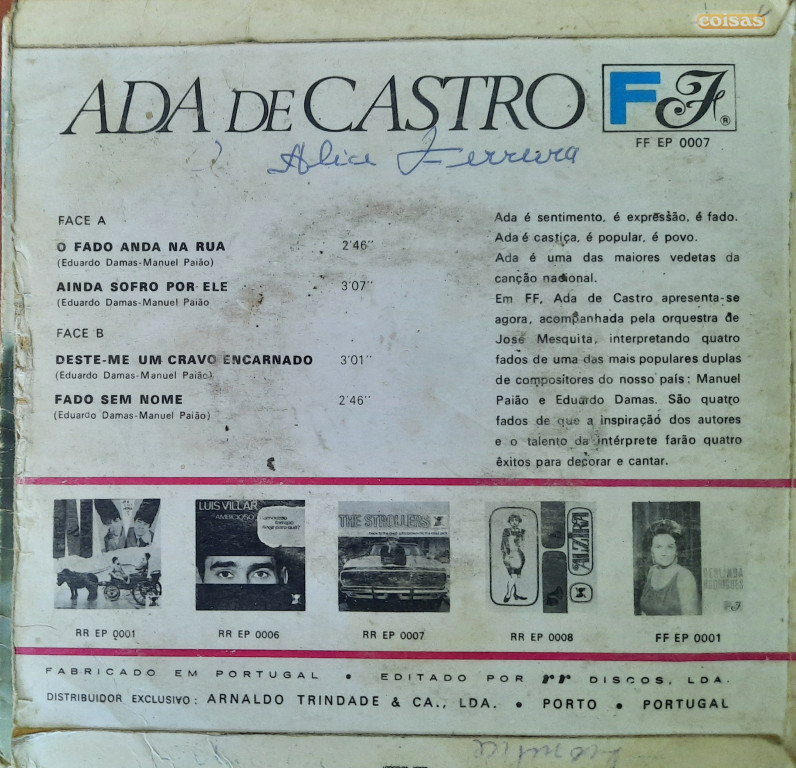 coisas
ADA DE CASTRO FF®
FF EP 0007
Alice Ferreira
FACE A
O FADO ANDA NA RUA 2'46''
(Eduardo Damas-Manuel Paião)
AINDA SOFRO POR ELE 3'07''
(Eduardo Damas-Manuel Paião
FACE B
DESTE-ME UM CRAVO ENCARNADO 3'01''
(Eduardo Damas-Manuel Paião)
FADO SEM NOME 2'46''
(Eduardo Damas-Manuel Paião)
Ada é sentimento, é expressão, é fado.
Ada é castiça, é popular, é povo.
Ada é uma das maiores vedetas da
canção nacional.
Em FF, Ada de Castro apresenta-se
agora, acompanhada pela orquestra de
José Mesquita, interpretando quatro
fados de uma das mais populares duplas
de compositores do nosso país: Manuel
Paião e Eduardo Damas. São quatro
fados de que a inspiração dos autores
e o talento da intérprete farão quatro
êxitos para decorar e cantar.
LUIS VILLAR
AMBICIOSO
THE STROLLERS
ALZIRA
RR EP 0001
RR EP 0006
RR EP 0007
RR EP 0008
FF EP 0001
FABRICADO EM PORTUGAL • EDITADO POR rr DISCOS, LDA.
DISTRIBUIDOR EXCLUSIVO: ARNALDO TRINDADE & CA., LDA. • PORTO • PORTUGAL